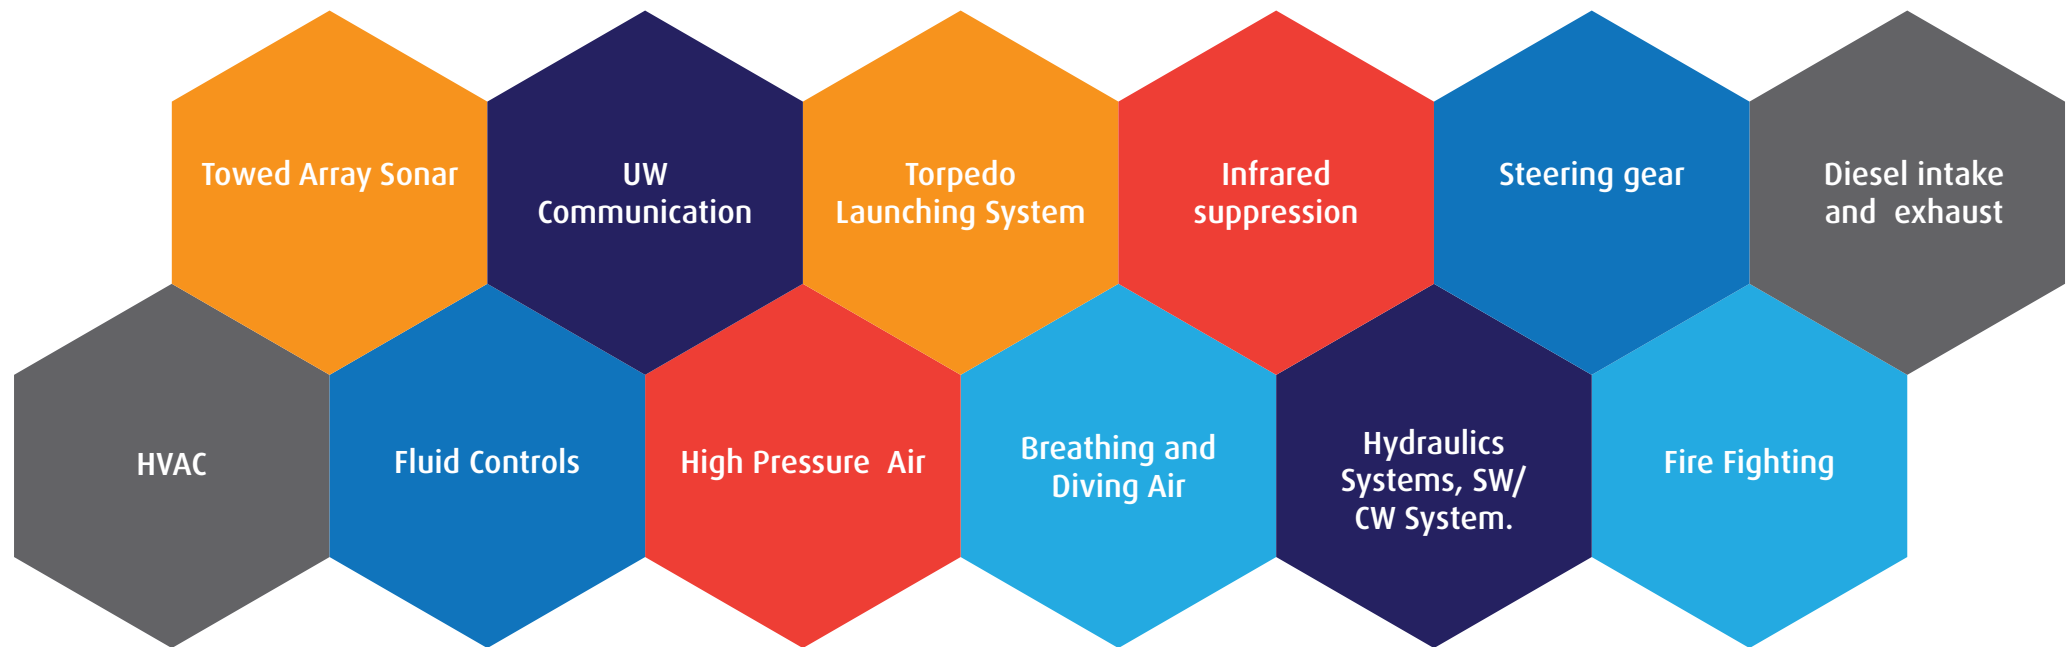 Towed Array Sonar
UW
Communication
Torpedo
Launching System
Infrared
suppression
Steering gear
Diesel intake
and  exhaust
HVAC
Fluid Controls
High Pressure  Air
Breathing and
Diving Air
Hydraulics
Systems, SW/
CW System.
Fire Fighting